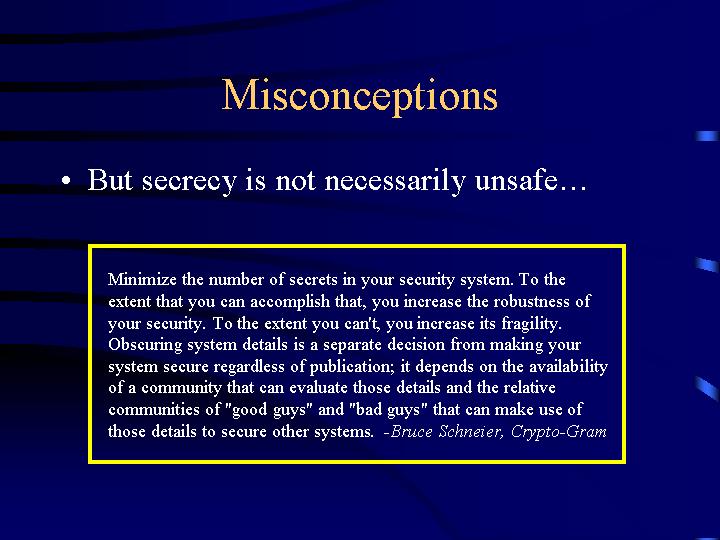 Misconceptions
• But secrecy is not necessarily unsafe…
Minimize the number of secrets in your security system. To the
extent that you can accomplish that, you increase the robustness of
your security. To the extent you can't, you increase its fragility.
Obscuring system details is a separate decision from making your
system secure regardless of publication; it depends on the availability
of a community that can evaluate those details and the relative
communities of "good guys" and "bad guys" that can make use of
those details to secure other systems. -Bruce Schneier, Crypto-Gram